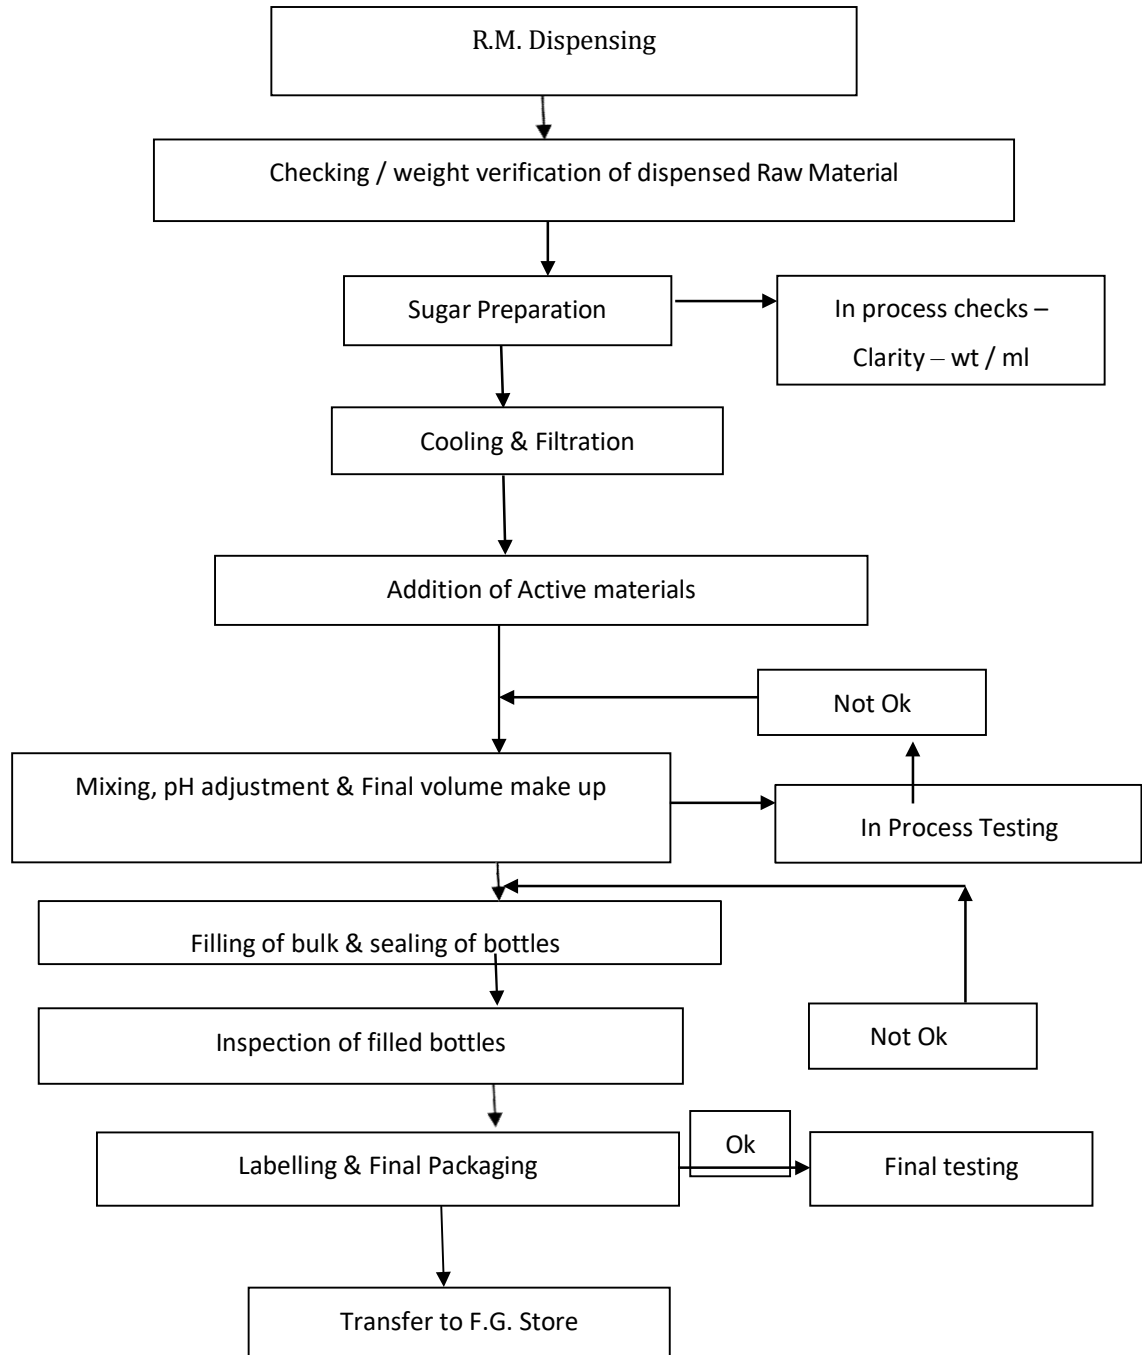 R.M. Dispensing
Checking / weight verification of dispensed Raw Material
Sugar Preparation
In process checks –
Clarity – wt / ml
Cooling & Filtration
Addition of Active materials
Not Ok
Mixing, pH adjustment & Final volume make up
In Process Testing
Filling of bulk & sealing of bottles
Inspection of filled bottles
Not Ok
Labelling & Final Packaging
Ok
Final testing
Transfer to F.G. Store